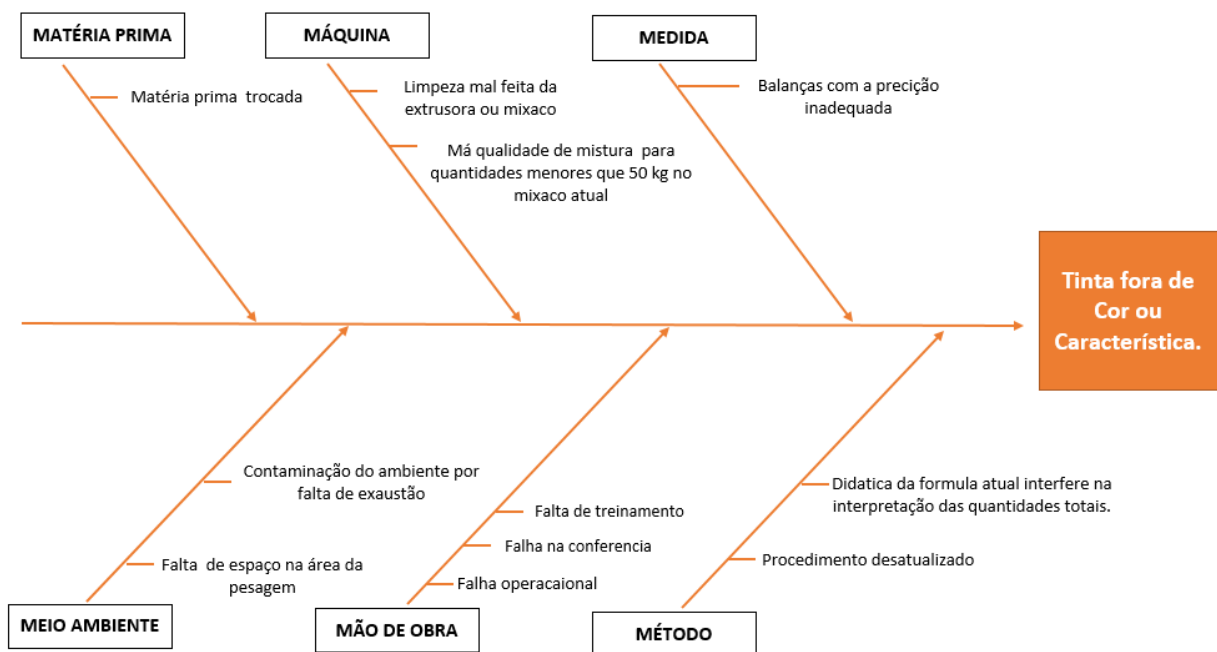 MATÉRIA PRIMA
MÁQUINA
MEDIDA
Matéria prima trocada
Limpeza mal feita da
extrusora ou mixaco
Má qualidade de mistura para
quantidades menores que 50 kg no
mixaco atual
Balanças com a precição
inadequada
Tinta fora de
Cor ou
Característica.
Contaminação do ambiente por
falta de exaustão
Falta de espaço na área da
pesagem
Falta de treinamento
Falha na conferencia
Falha operacaional
Didatica da formula atual interfere na
interpretação das quantidades totais.
Procedimento desatualizado
MEIO AMBIENTE
MÃO DE OBRA
MÉTODO